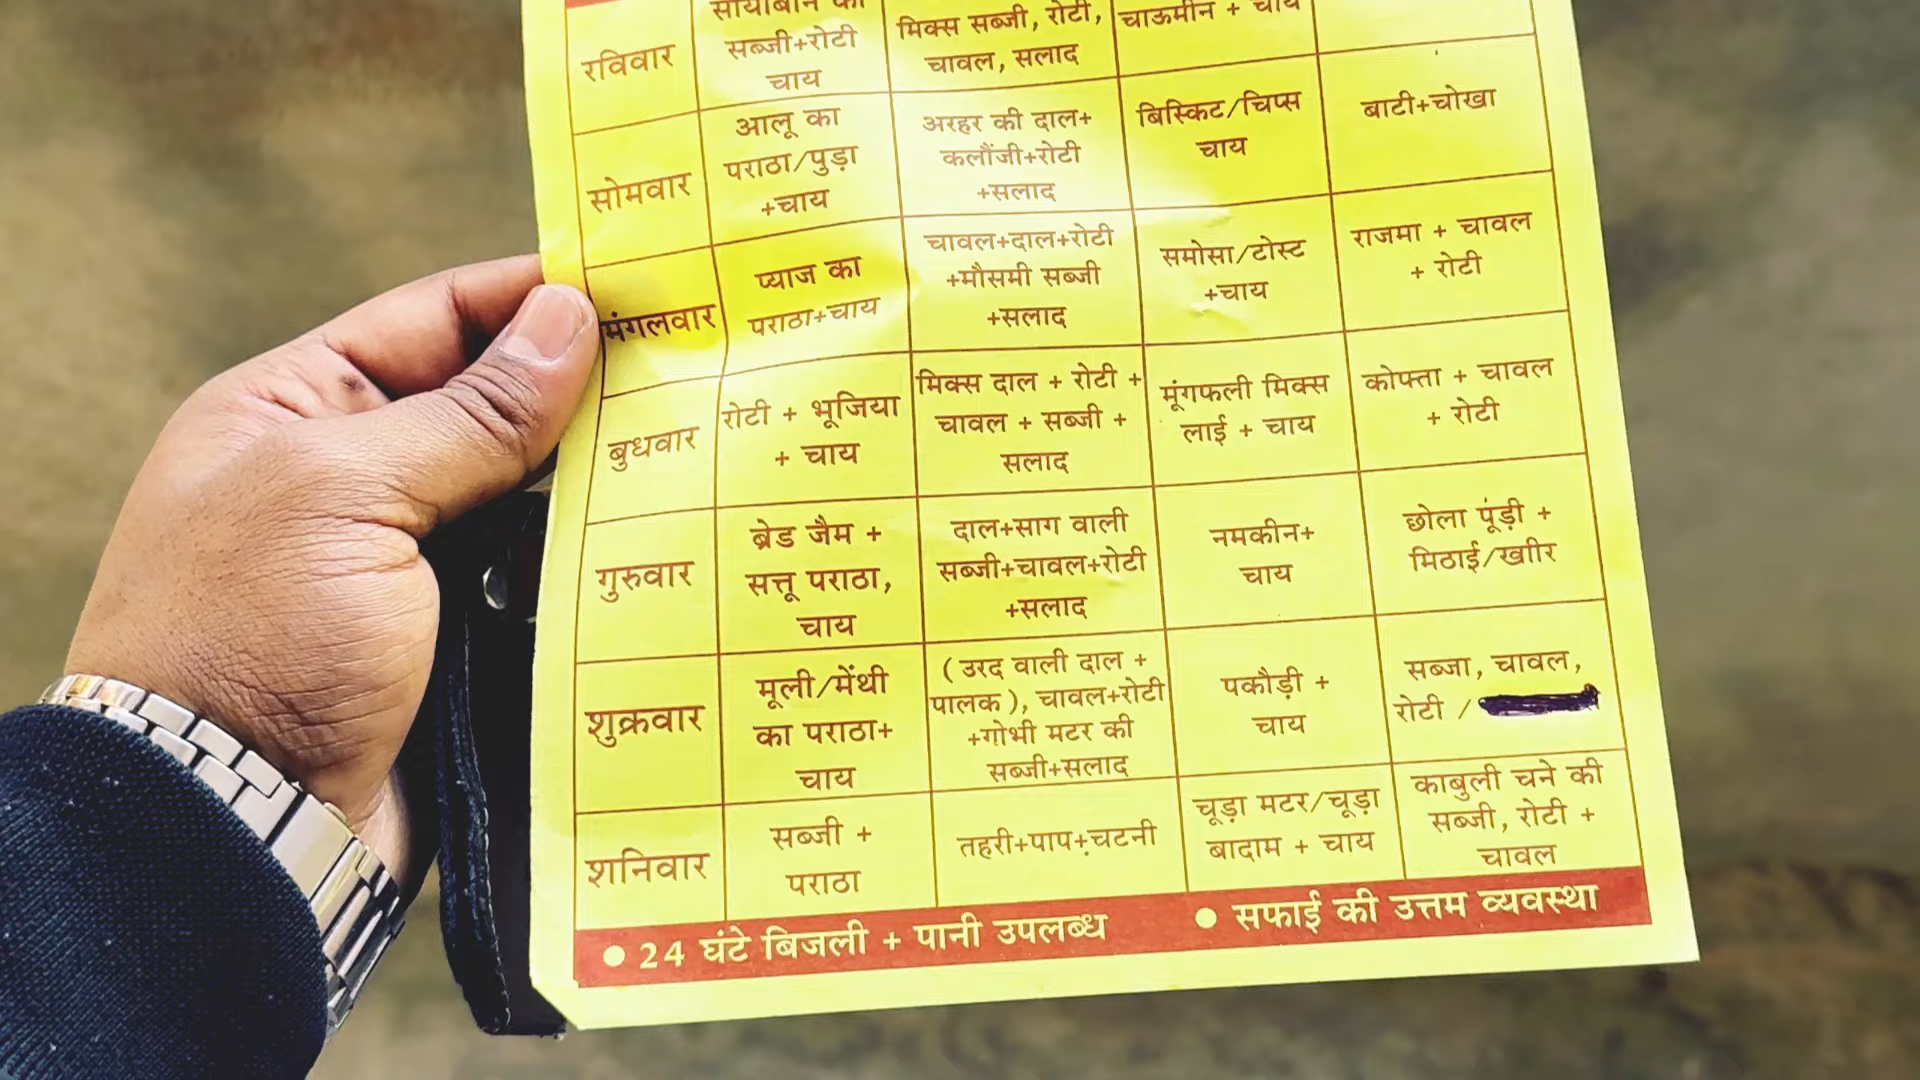 सोयाबीन की
सब्जी+रोटी
चाय
मिक्स सब्जी, रोटी,
चावल, सलाद
चाऊमीन + चाय
रविवार
आलू का
पराठा/पुड़ा
+चाय
अरहर की दाल+
कलौंजी+रोटी
+सलाद
बिस्किट/चिप्स
चाय
बाटी+चोखा
सोमवार
प्याज का
पराठा+चाय
चावल+दाल+रोटी
+मौसमी सब्जी
+सलाद
समोसा/टोस्ट
+चाय
राजमा + चावल
+ रोटी
मंगलवार
रोटी + भूजिया
+ चाय
मिक्स दाल + रोटी +
चावल + सब्जी +
सलाद
मूंगफली मिक्स
लाई + चाय
कोफ्ता + चावल
+ रोटी
बुधवार
ब्रेड जैम +
सत्तू पराठा,
चाय
दाल+साग वाली
सब्जी+चावल+रोटी
+सलाद
नमकीन+
चाय
छोला पूंड़ी +
मिठाई/खाीर
गुरुवार
मूली/मेंथी
का पराठा+
चाय
(उरद वाली दाल +
पालक), चावल+रोटी
+गोभी मटर की
सब्जी+सलाद
पकौड़ी +
चाय
सब्जा, चावल,
रोटी /
शुक्रवार
सब्जी +
पराठा
तहरी+पाप+चटनी
चूड़ा मटर/चूड़ा
बादाम + चाय
काबुली चने की
सब्जी, रोटी +
चावल
शनिवार
• 24 घंटे बिजली + पानी उपलब्ध
• सफाई की उत्तम व्यवस्था